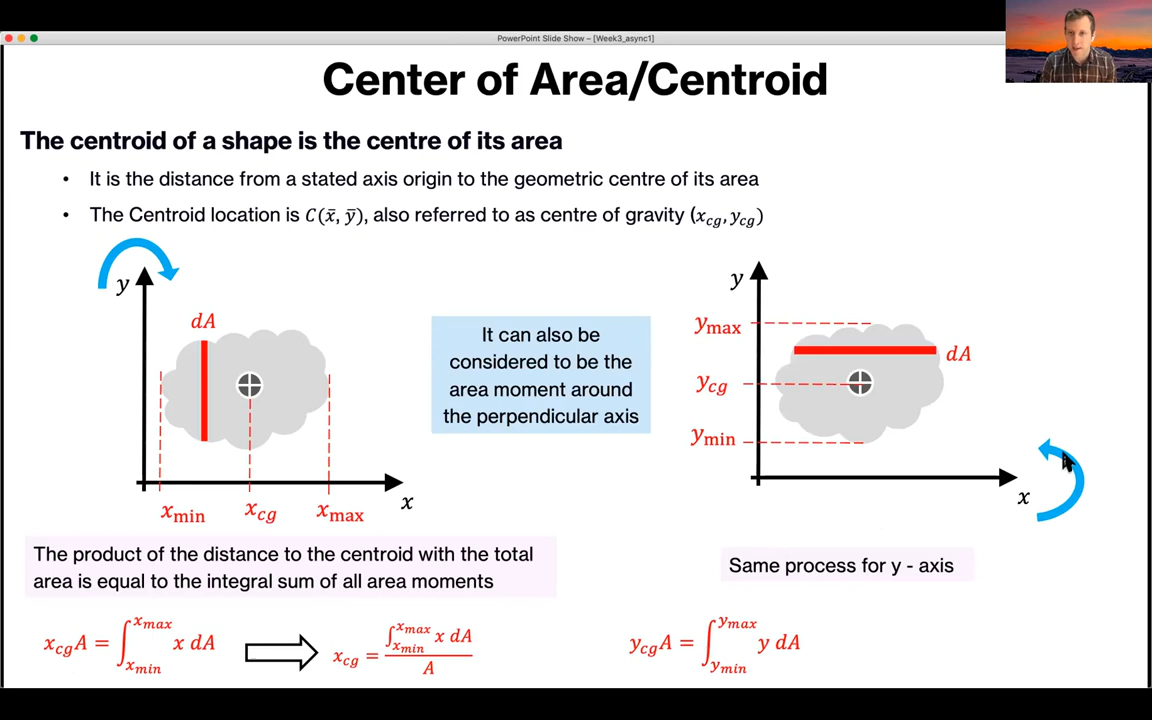 PowerPoint Slide Show – [Week3_async1]
Center of Area/Centroid
The centroid of a shape is the centre of its area
• It is the distance from a stated axis origin to the geometric centre of its area
• The Centroid location is C(x̄, ȳ), also referred to as centre of gravity (x_cg, y_cg)
y
dA
x_min
x_cg
x_max
x
It can also be
considered to be the
area moment around
the perpendicular axis
y
y_max
dA
y_cg
y_min
x
The product of the distance to the centroid with the total
area is equal to the integral sum of all area moments
Same process for y - axis
x_cg A = ∫_{x_min}^{x_max} x dA
x_cg = ∫_{x_min}^{x_max} x dA / A
y_cg A = ∫_{y_min}^{y_max} y dA